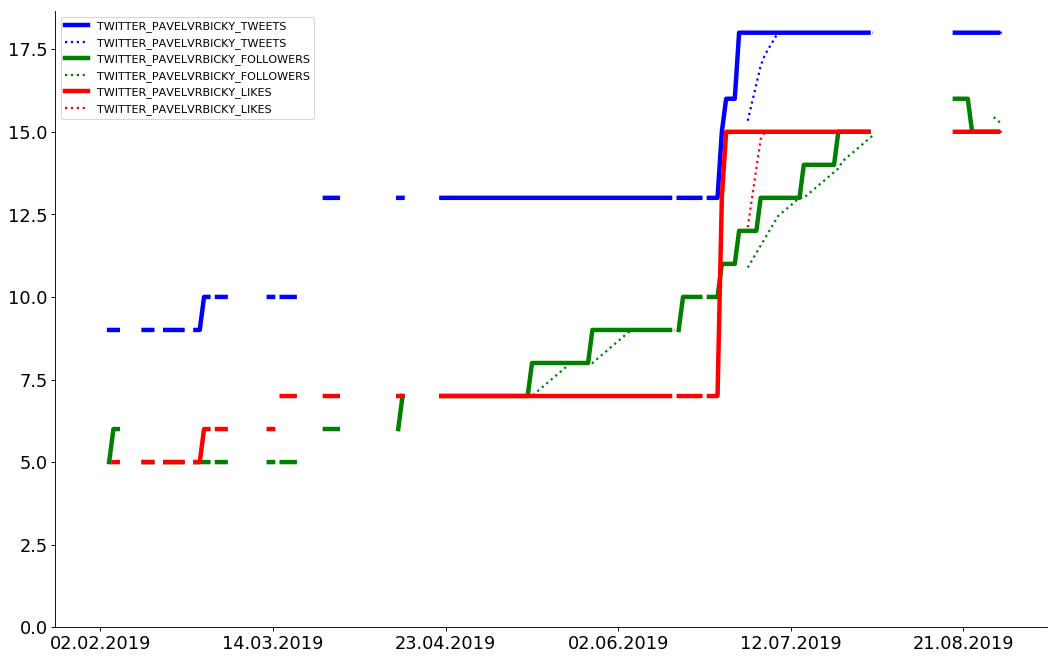 TWITTER_PAVELVRBICKY_TWEETS
TWITTER_PAVELVRBICKY_TWEETS
TWITTER_PAVELVRBICKY_FOLLOWERS
TWITTER_PAVELVRBICKY_FOLLOWERS
TWITTER_PAVELVRBICKY_LIKES
TWITTER_PAVELVRBICKY_LIKES
17.5
15.0
12.5
10.0
7.5
5.0
2.5
0.0
02.02.2019 14.03.2019 23.04.2019 02.06.2019 12.07.2019 21.08.2019